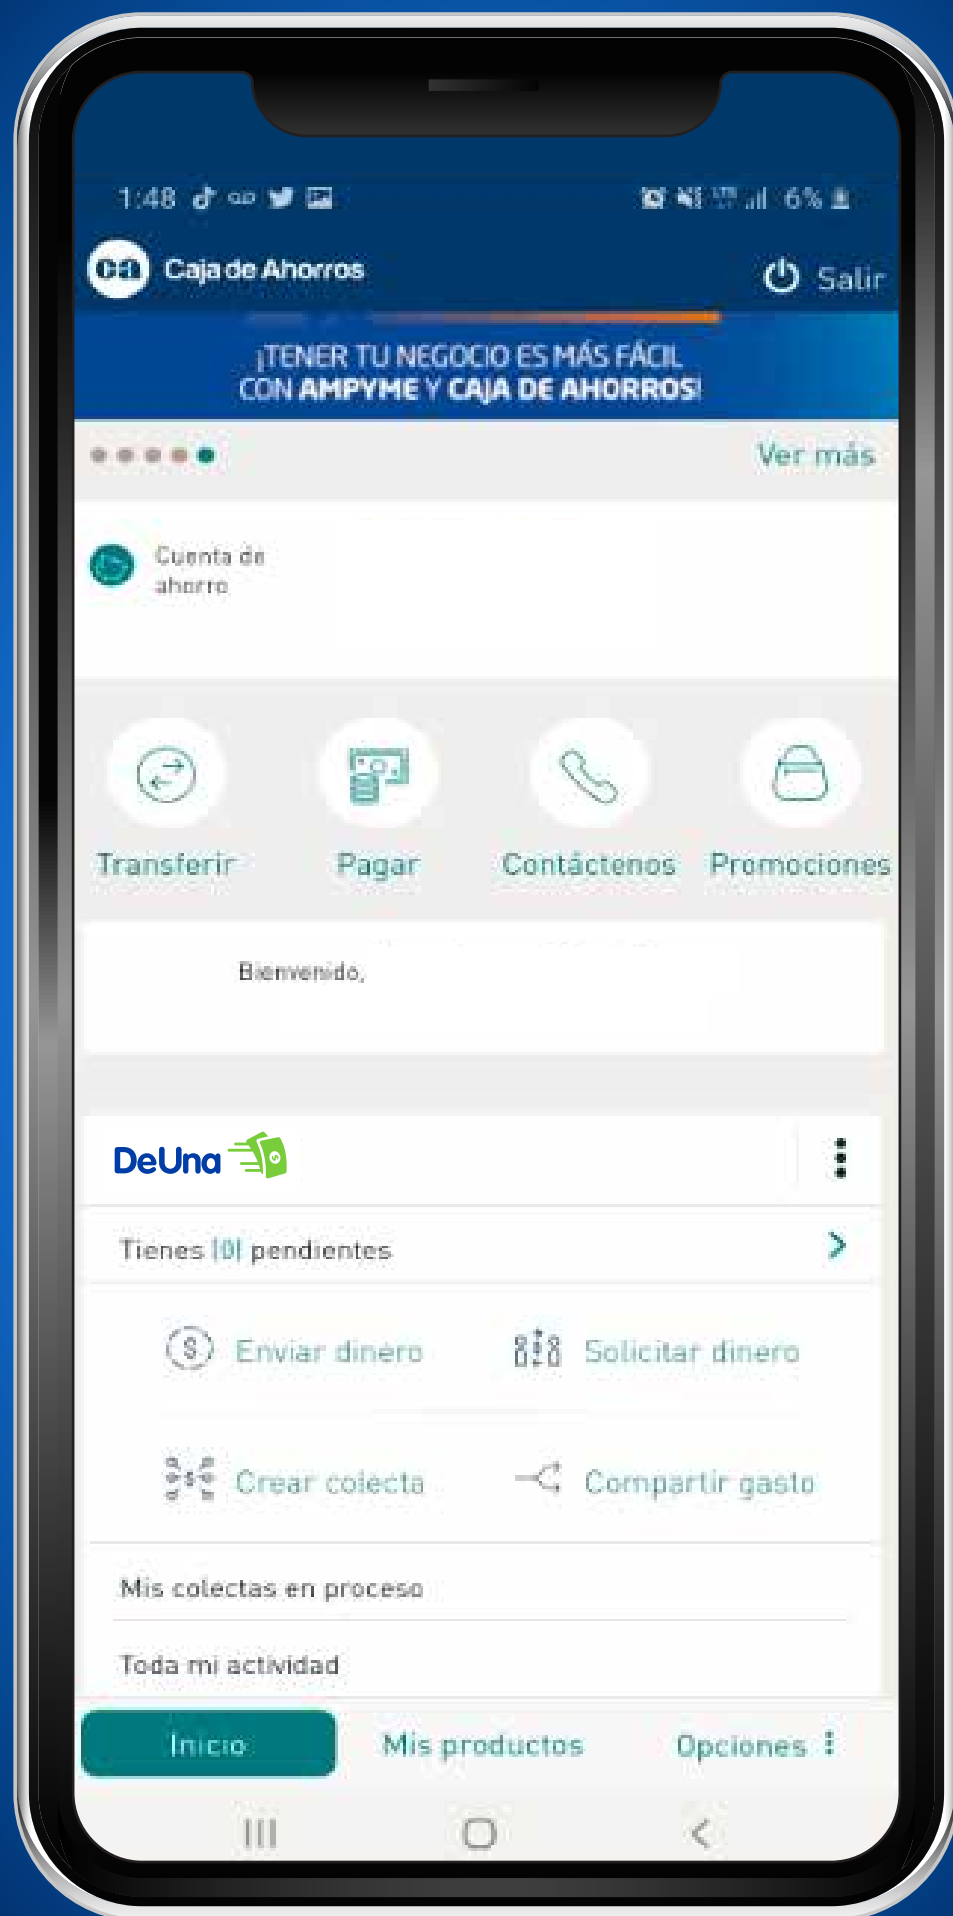 1:48
6%
ca Caja de Ahorros
Salir
¡TENER TU NEGOCIO ES MÁS FÁCIL
CON AMPYME Y CAJA DE AHORROS!
Ver más
Cuenta de
ahorro
Transferir Pagar Contáctenos Promociones
Bienvenido,
DeUna
Tienes (0) pendientes
$ Enviar dinero
Solicitar dinero
Crear colecta
Compartir gasto
Mis colectas en proceso
Toda mi actividad
Inicio Mis productos Opciones